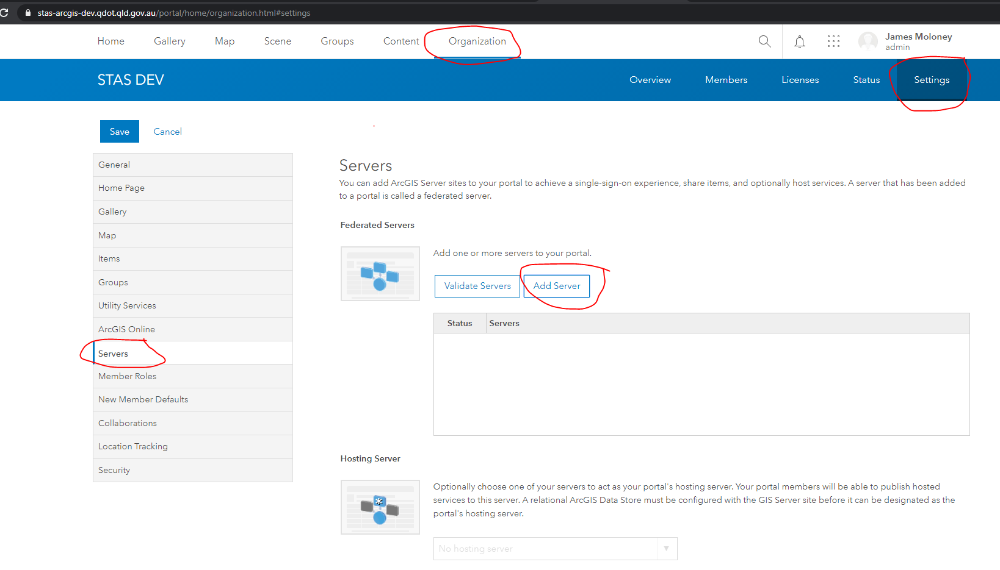 stas-arcgis-dev.qdot.qld.gov.au/portal/home/organization.html#settings
Home Gallery Map Scene Groups Content Organization
James Moloney
admin
STAS DEV
Overview Members Licenses Status Settings
Save Cancel
General
Home Page
Gallery
Map
Items
Groups
Utility Services
ArcGIS Online
Servers
Member Roles
New Member Defaults
Collaborations
Location Tracking
Security
Servers
You can add ArcGIS Server sites to your portal to achieve a single-sign-on experience, share items, and optionally host services. A server that has been added
to a portal is called a federated server.
Federated Servers
Add one or more servers to your portal.
Validate Servers Add Server
Status Servers
Hosting Server
Optionally choose one of your servers to act as your portal's hosting server. Your portal members will be able to publish hosted
services to this server. A relational ArcGIS Data Store must be configured with the GIS Server site before it can be designated as the
portal's hosting server.
No hosting server